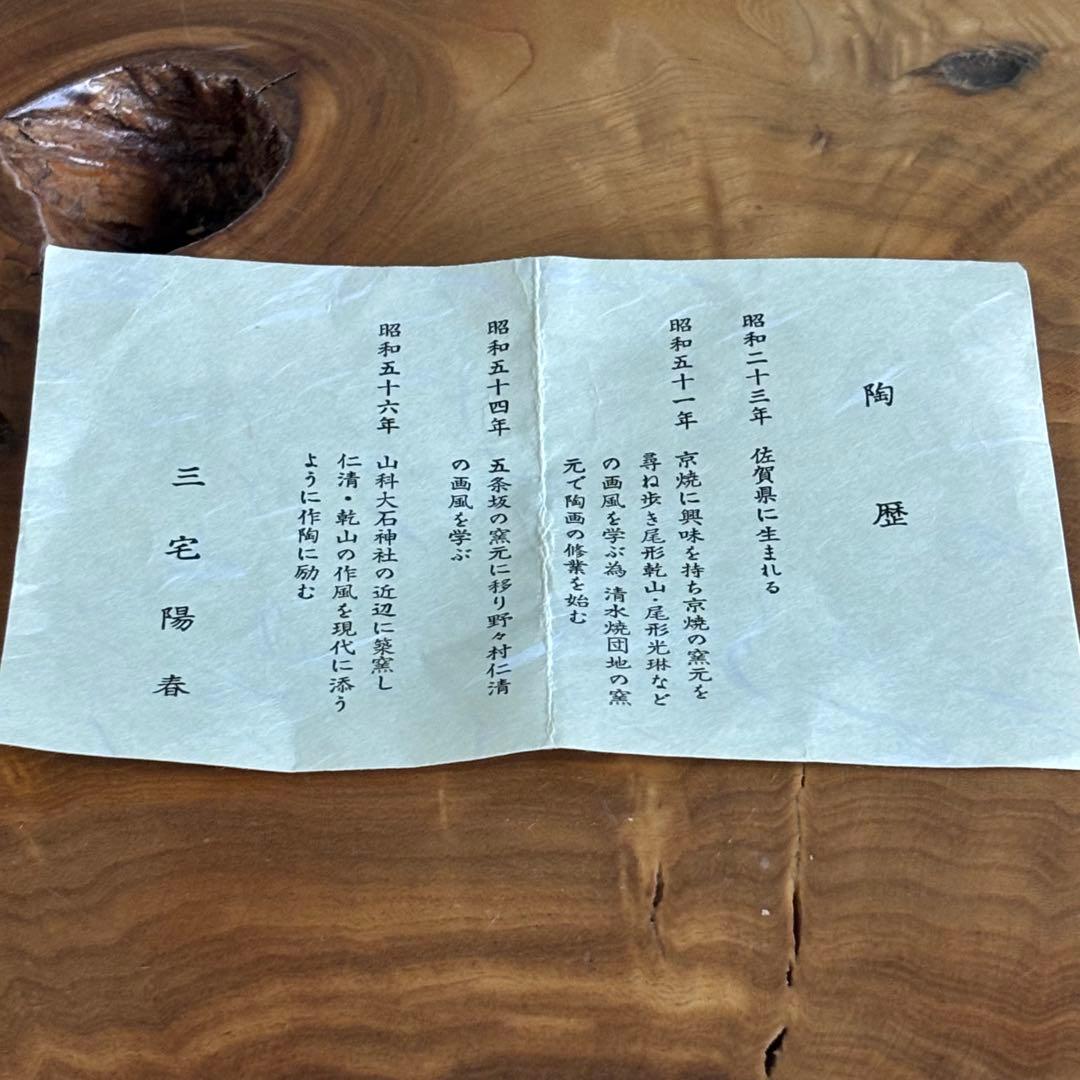 陶歴
昭和二十三年 佐賀県に生まれる
昭和五十一年 京焼に興味を持ち京焼の窯元を
尋ね歩き尾形乾山・尾形光琳など
の画風を学ぶ為 清水焼団地の窯
元で陶画の修業を始む
昭和五十四年 五条坂の窯元に移り野々村仁清
の画風を学ぶ
昭和五十六年 山科大石神社の近辺に築窯し
仁清・乾山の作風を現代に添う
ように作陶に励む
三宅陽春